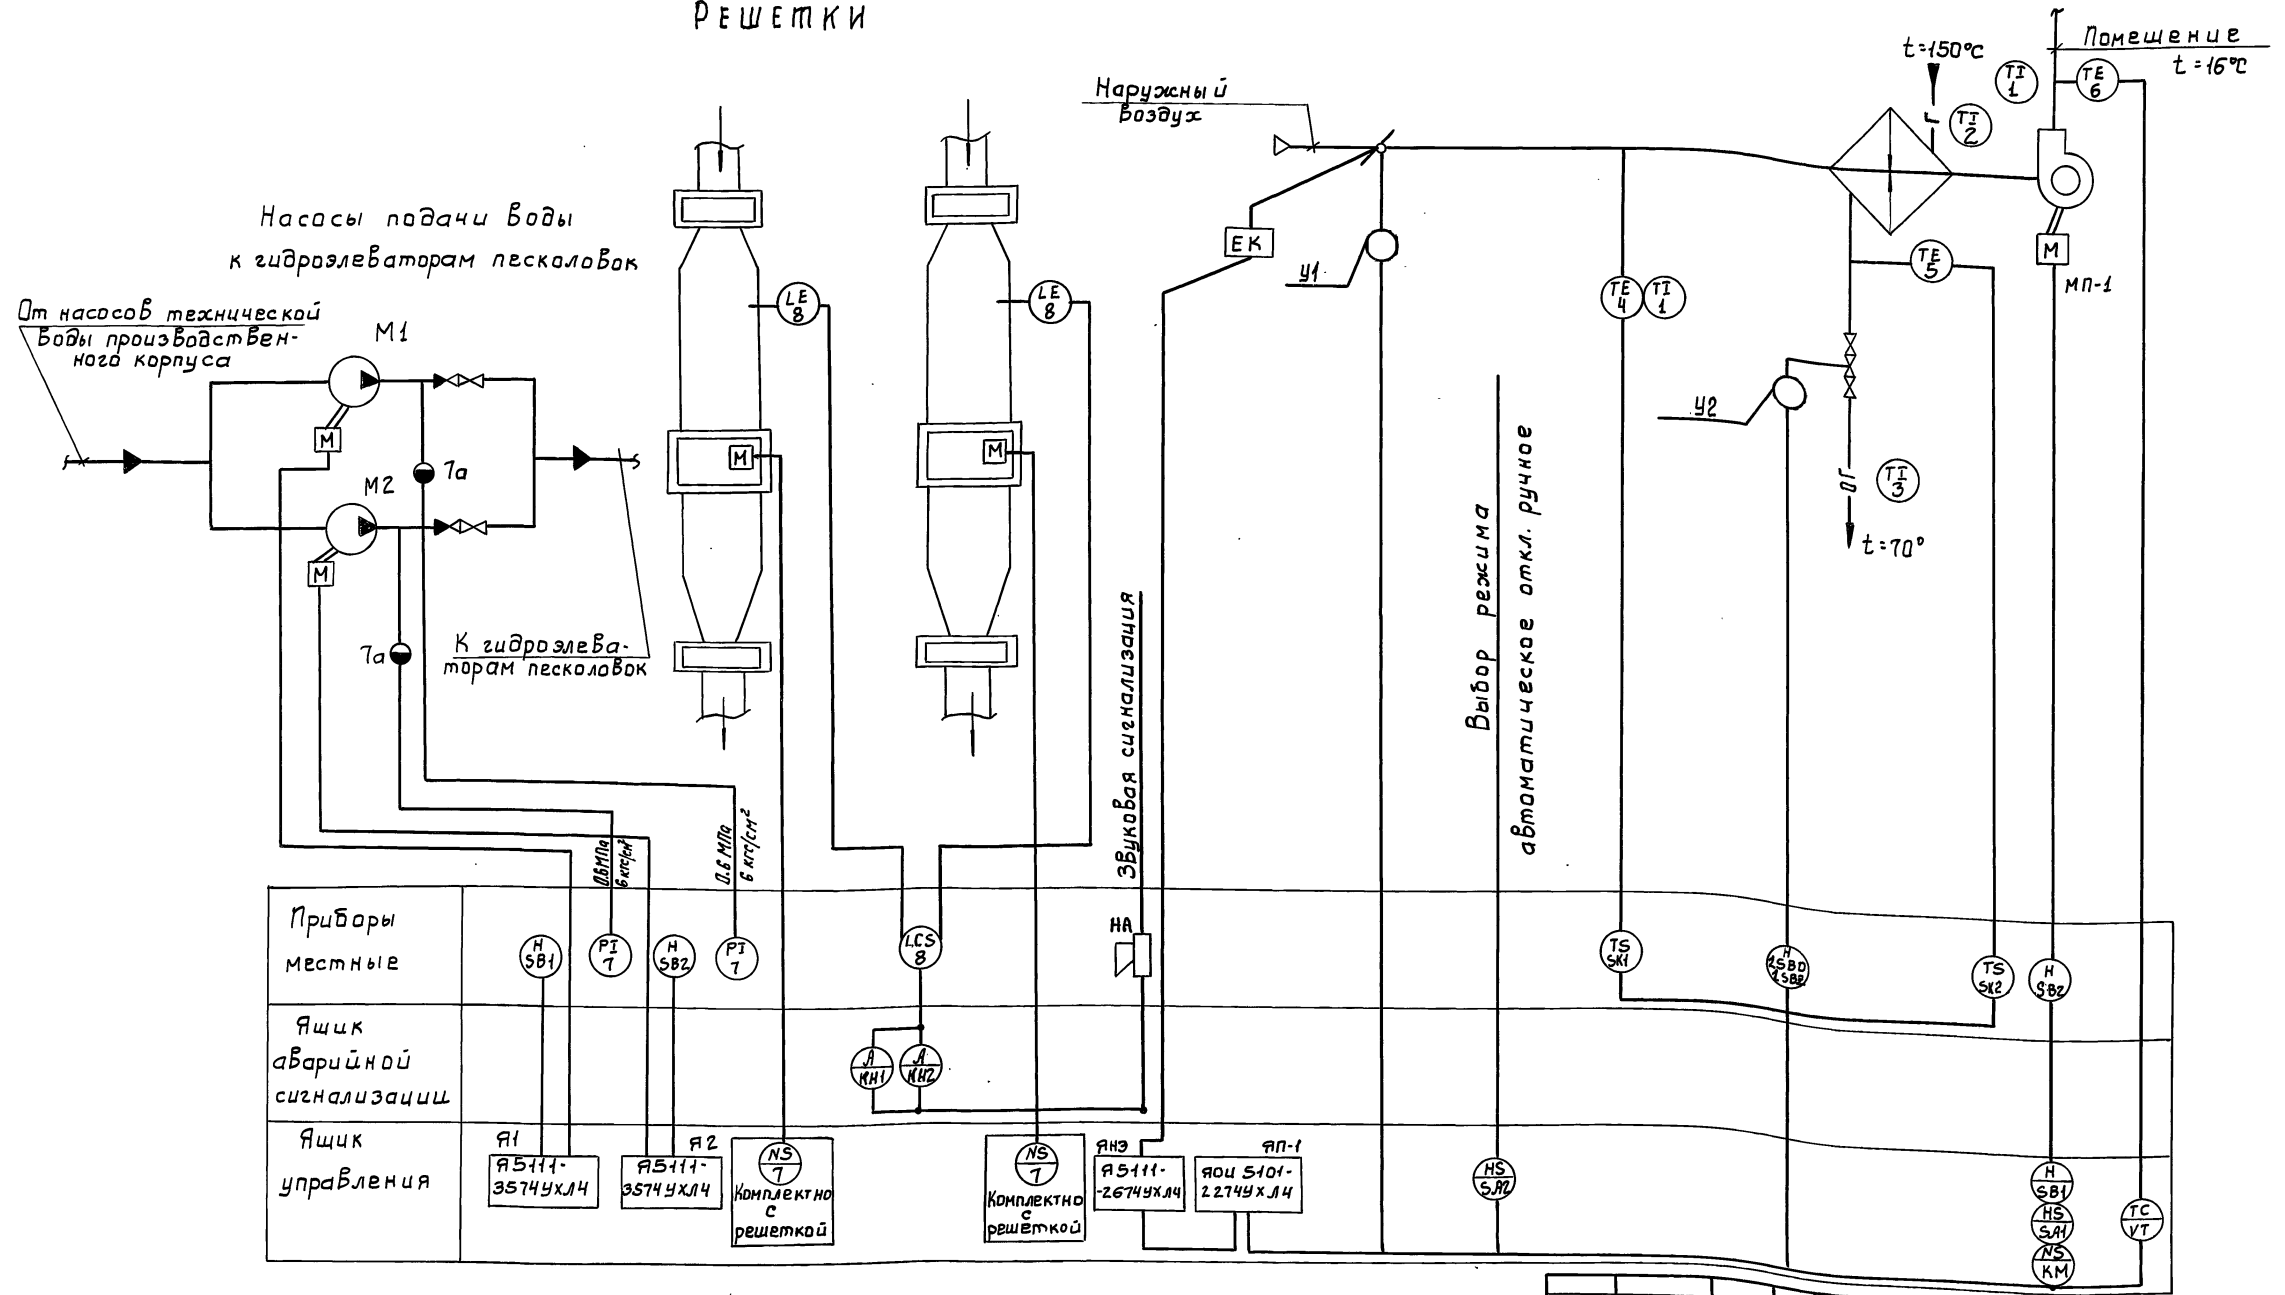 РЕШЕТКИ
Насосы подачи воды
к гидроэлеваторам песколовок
От насосов технической
воды производствен-
ного корпуса
М1
М
7а
М2
М
7а
К гидроэлева-
торам песколовок
LE
8
М
LE
8
М
Наружный
воздух
ЕК
У1
t=150°C
Г
TI
2
TI
1
TE
6
Помещение
t=16°C
М
МП-1
TE
5
TE
4
TI
1
У2
ОГ
TI
3
t=70°
Звуковая сигнализация
Выбор режима
автоматическое откл. ручное
0.6 МПа
6 кгс/см²
0.6 МПа
6 кгс/см²
Приборы
местные
H
SB1
PI
7
H
SB2
PI
7
LCS
8
НА
TS
SK1
H
TS
SK2
H
SB2
Ящик
аварийной
сигнализации
A
KH1
A
KH2
Ящик
управления
Я1
Я5111-
3574УХЛ4
Я2
Я5111-
3574УХЛ4
NS
7
Комплектно
с
решеткой
NS
7
Комплектно
с
решеткой
ЯНЭ
Я5111-
-2674УХЛ4
ЯП-1
ЯОИ 5101-
2274УХЛ4
HS
SA2
H
SB1
HS
SA1
NS
KM
TC
VT